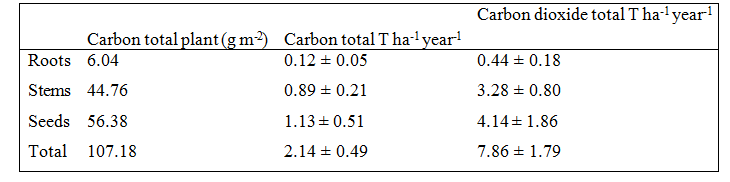 Carbon dioxide total T ha-1 year-1
Carbon total plant (g m-2) Carbon total T ha-1 year-1
Roots 6.04 0.12 ± 0.05 0.44 ± 0.18
Stems 44.76 0.89 ± 0.21 3.28 ± 0.80
Seeds 56.38 1.13 ± 0.51 4.14 ± 1.86
Total 107.18 2.14 ± 0.49 7.86 ± 1.79